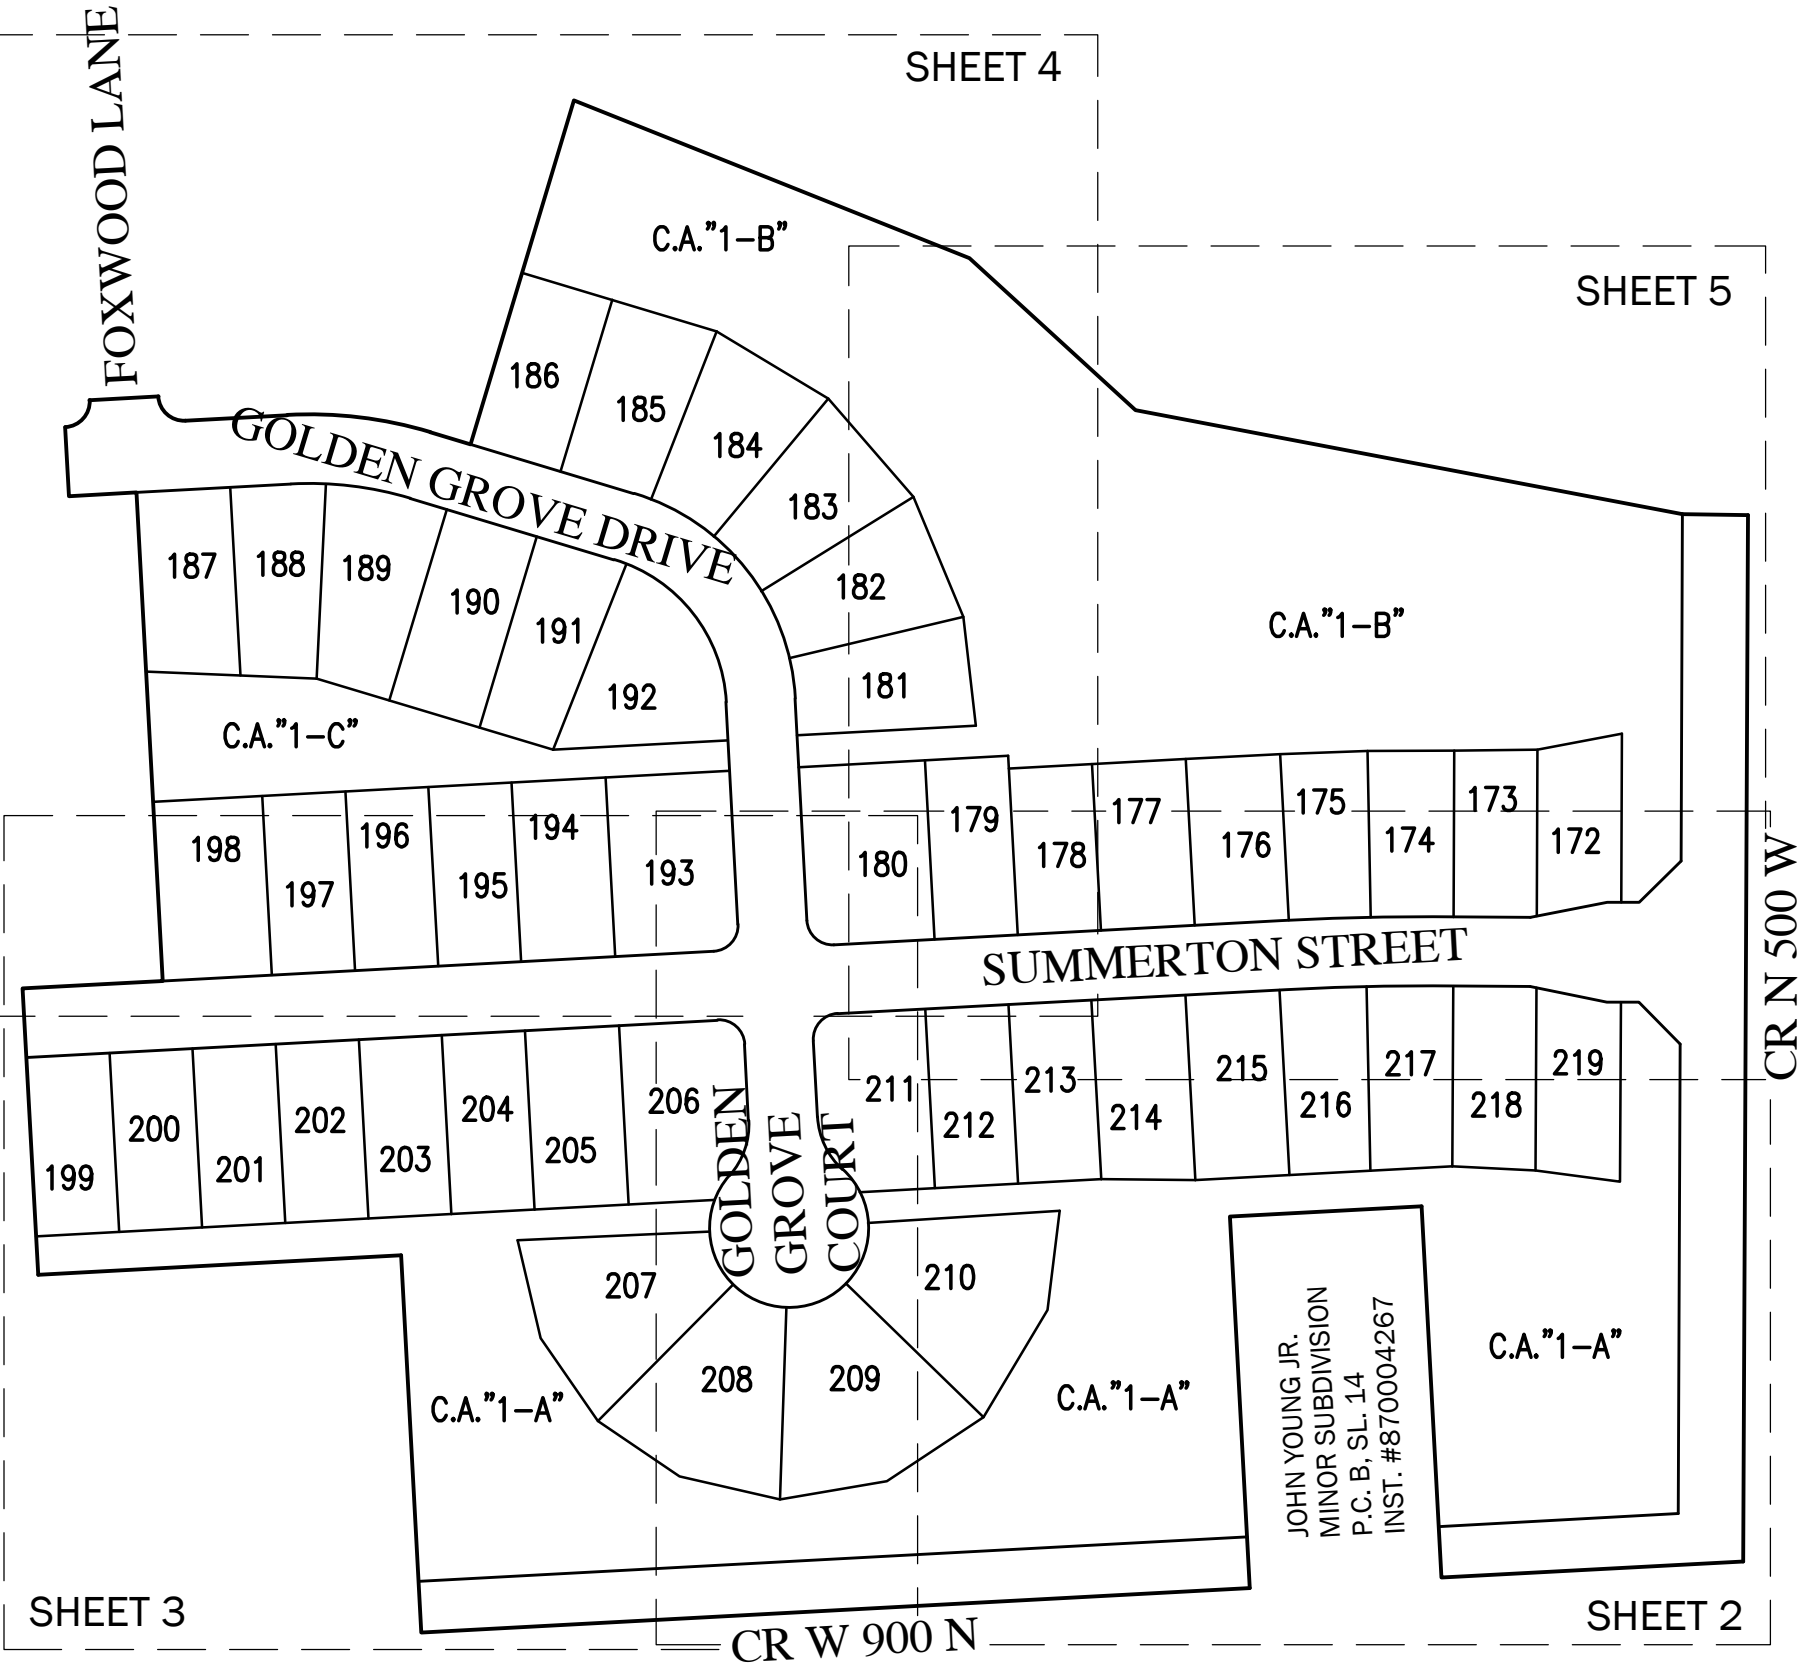 FOXWOOD LANE
SHEET 4
C.A."1-B"
SHEET 5
186
185
184
183
182
181
GOLDEN GROVE DRIVE
187
188
189
190
191
192
C.A."1-B"
C.A."1-C"
198
197
196
195
194
193
180
179
178
177
176
175
174
173
172
SUMMERTON STREET
CR N 500 W
199
200
201
202
203
204
205
206
GOLDEN
GROVE
COURT
211
212
213
214
215
216
217
218
219
207
208
209
210
C.A."1-A"
C.A."1-A"
JOHN YOUNG JR.
MINOR SUBDIVISION
P.C. B, SL. 14
INST. #870004267
C.A."1-A"
SHEET 3
CR W 900 N
SHEET 2